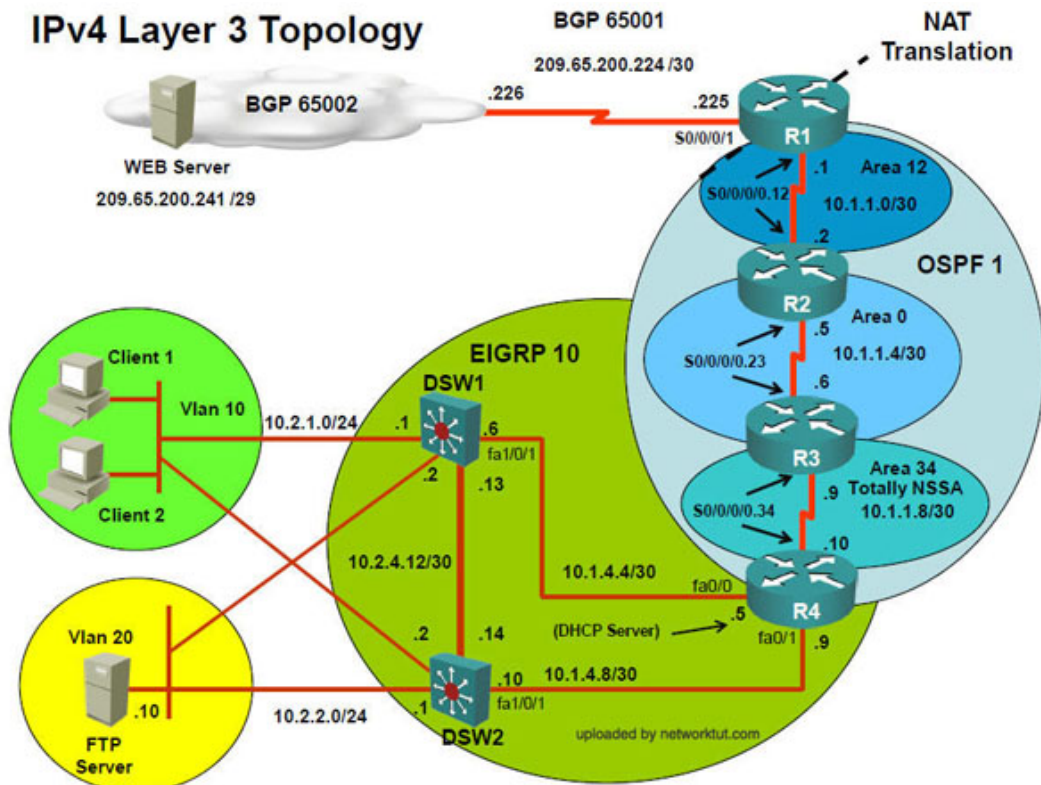 IPv4 Layer 3 Topology
BGP 65001
NAT
Translation
209.65.200.224 /30
BGP 65002
.226
.225
R1
S0/0/0/1
WEB Server
209.65.200.241 /29
.1
Area 12
S0/0/0/0.12
10.1.1.0/30
.2
OSPF 1
R2
.5
Area 0
S0/0/0/0.23
10.1.1.4/30
.6
R3
Area 34
Totally NSSA
10.1.1.8/30
.9
S0/0/0/0.34
.10
R4
EIGRP 10
Client 1
Vlan 10
Client 2
10.2.1.0/24
DSW1
.1
.6
fa1/0/1
.2
.13
10.2.4.12/30
10.1.4.4/30
fa0/0
.5
(DHCP Server)
fa0/1
.9
.2
.14
.10
10.1.4.8/30
fa1/0/1
.1
DSW2
Vlan 20
.10
10.2.2.0/24
FTP
Server
uploaded by networktut.com